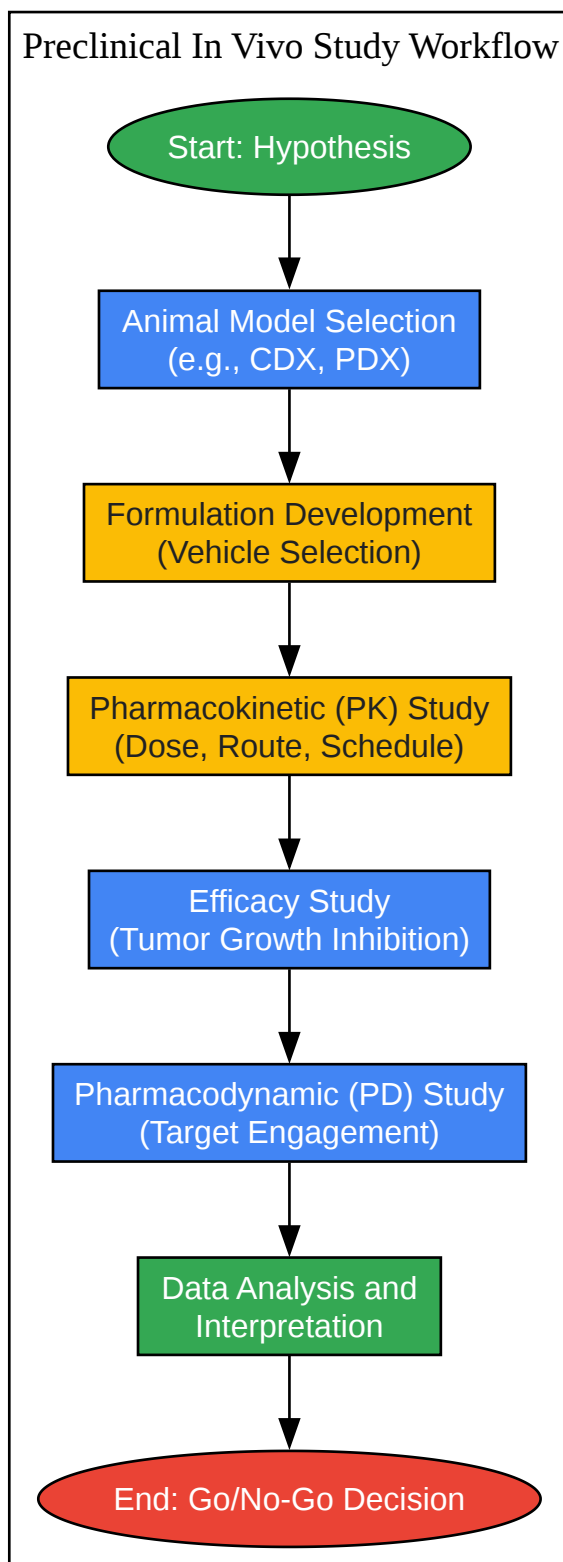 Preclinical In Vivo Study Workflow
Start: Hypothesis
Animal Model Selection
(e.g., CDX, PDX)
Formulation Development
(Vehicle Selection)
Pharmacokinetic (PK) Study
(Dose, Route, Schedule)
Efficacy Study
(Tumor Growth Inhibition)
Pharmacodynamic (PD) Study
(Target Engagement)
Data Analysis and
Interpretation
End: Go/No-Go Decision